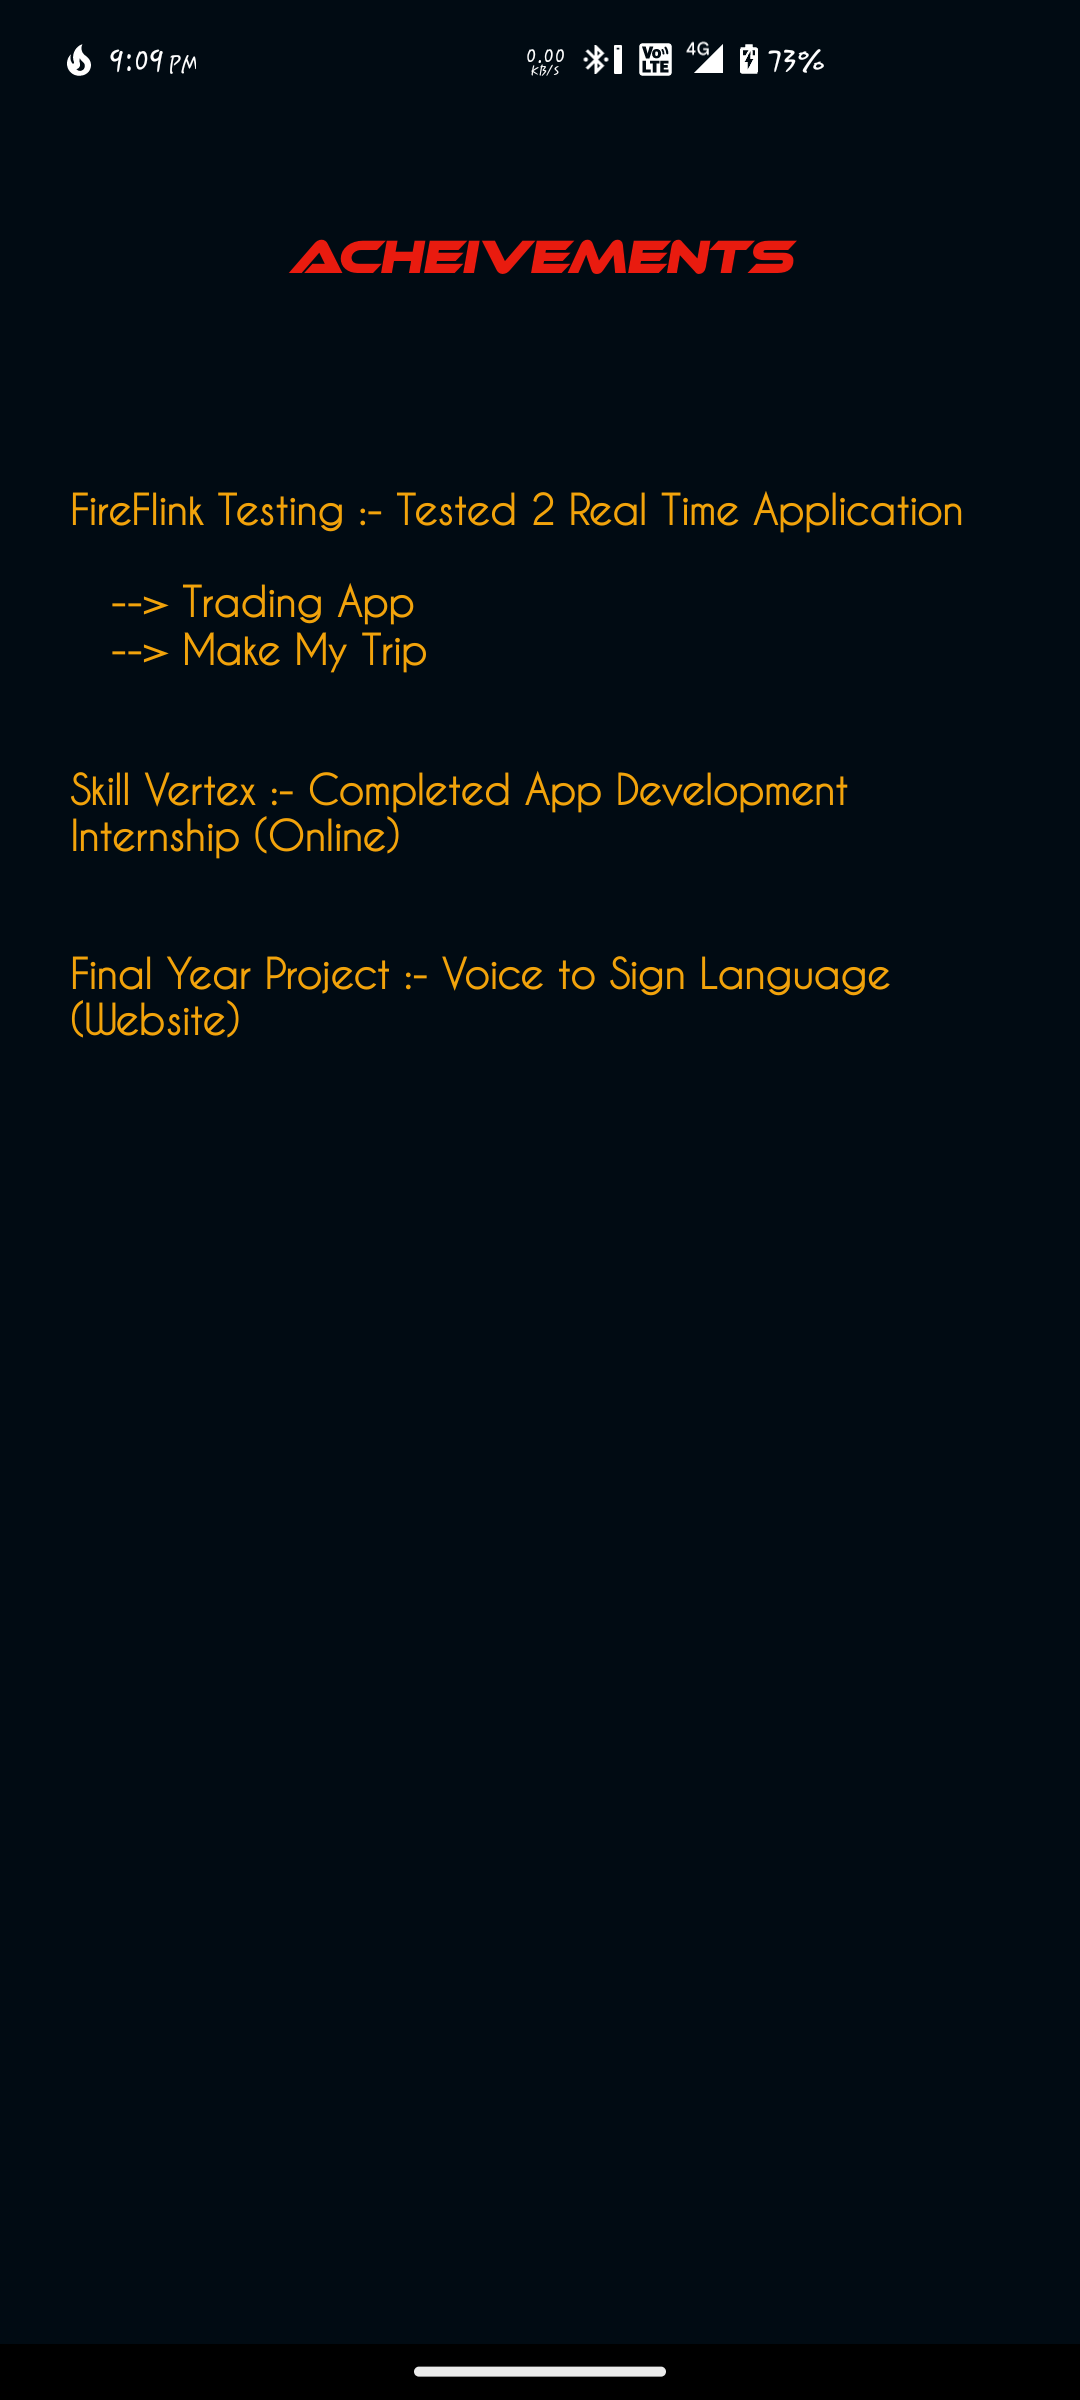 9:09 PM
0.00
KB/S
VO
LTE
4G
73%
ACHEIVEMENTS
FireFlink Testing :- Tested 2 Real Time Application
--> Trading App
--> Make My Trip
Skill Vertex :- Completed App Development
Internship (Online)
Final Year Project :- Voice to Sign Language
(Website)